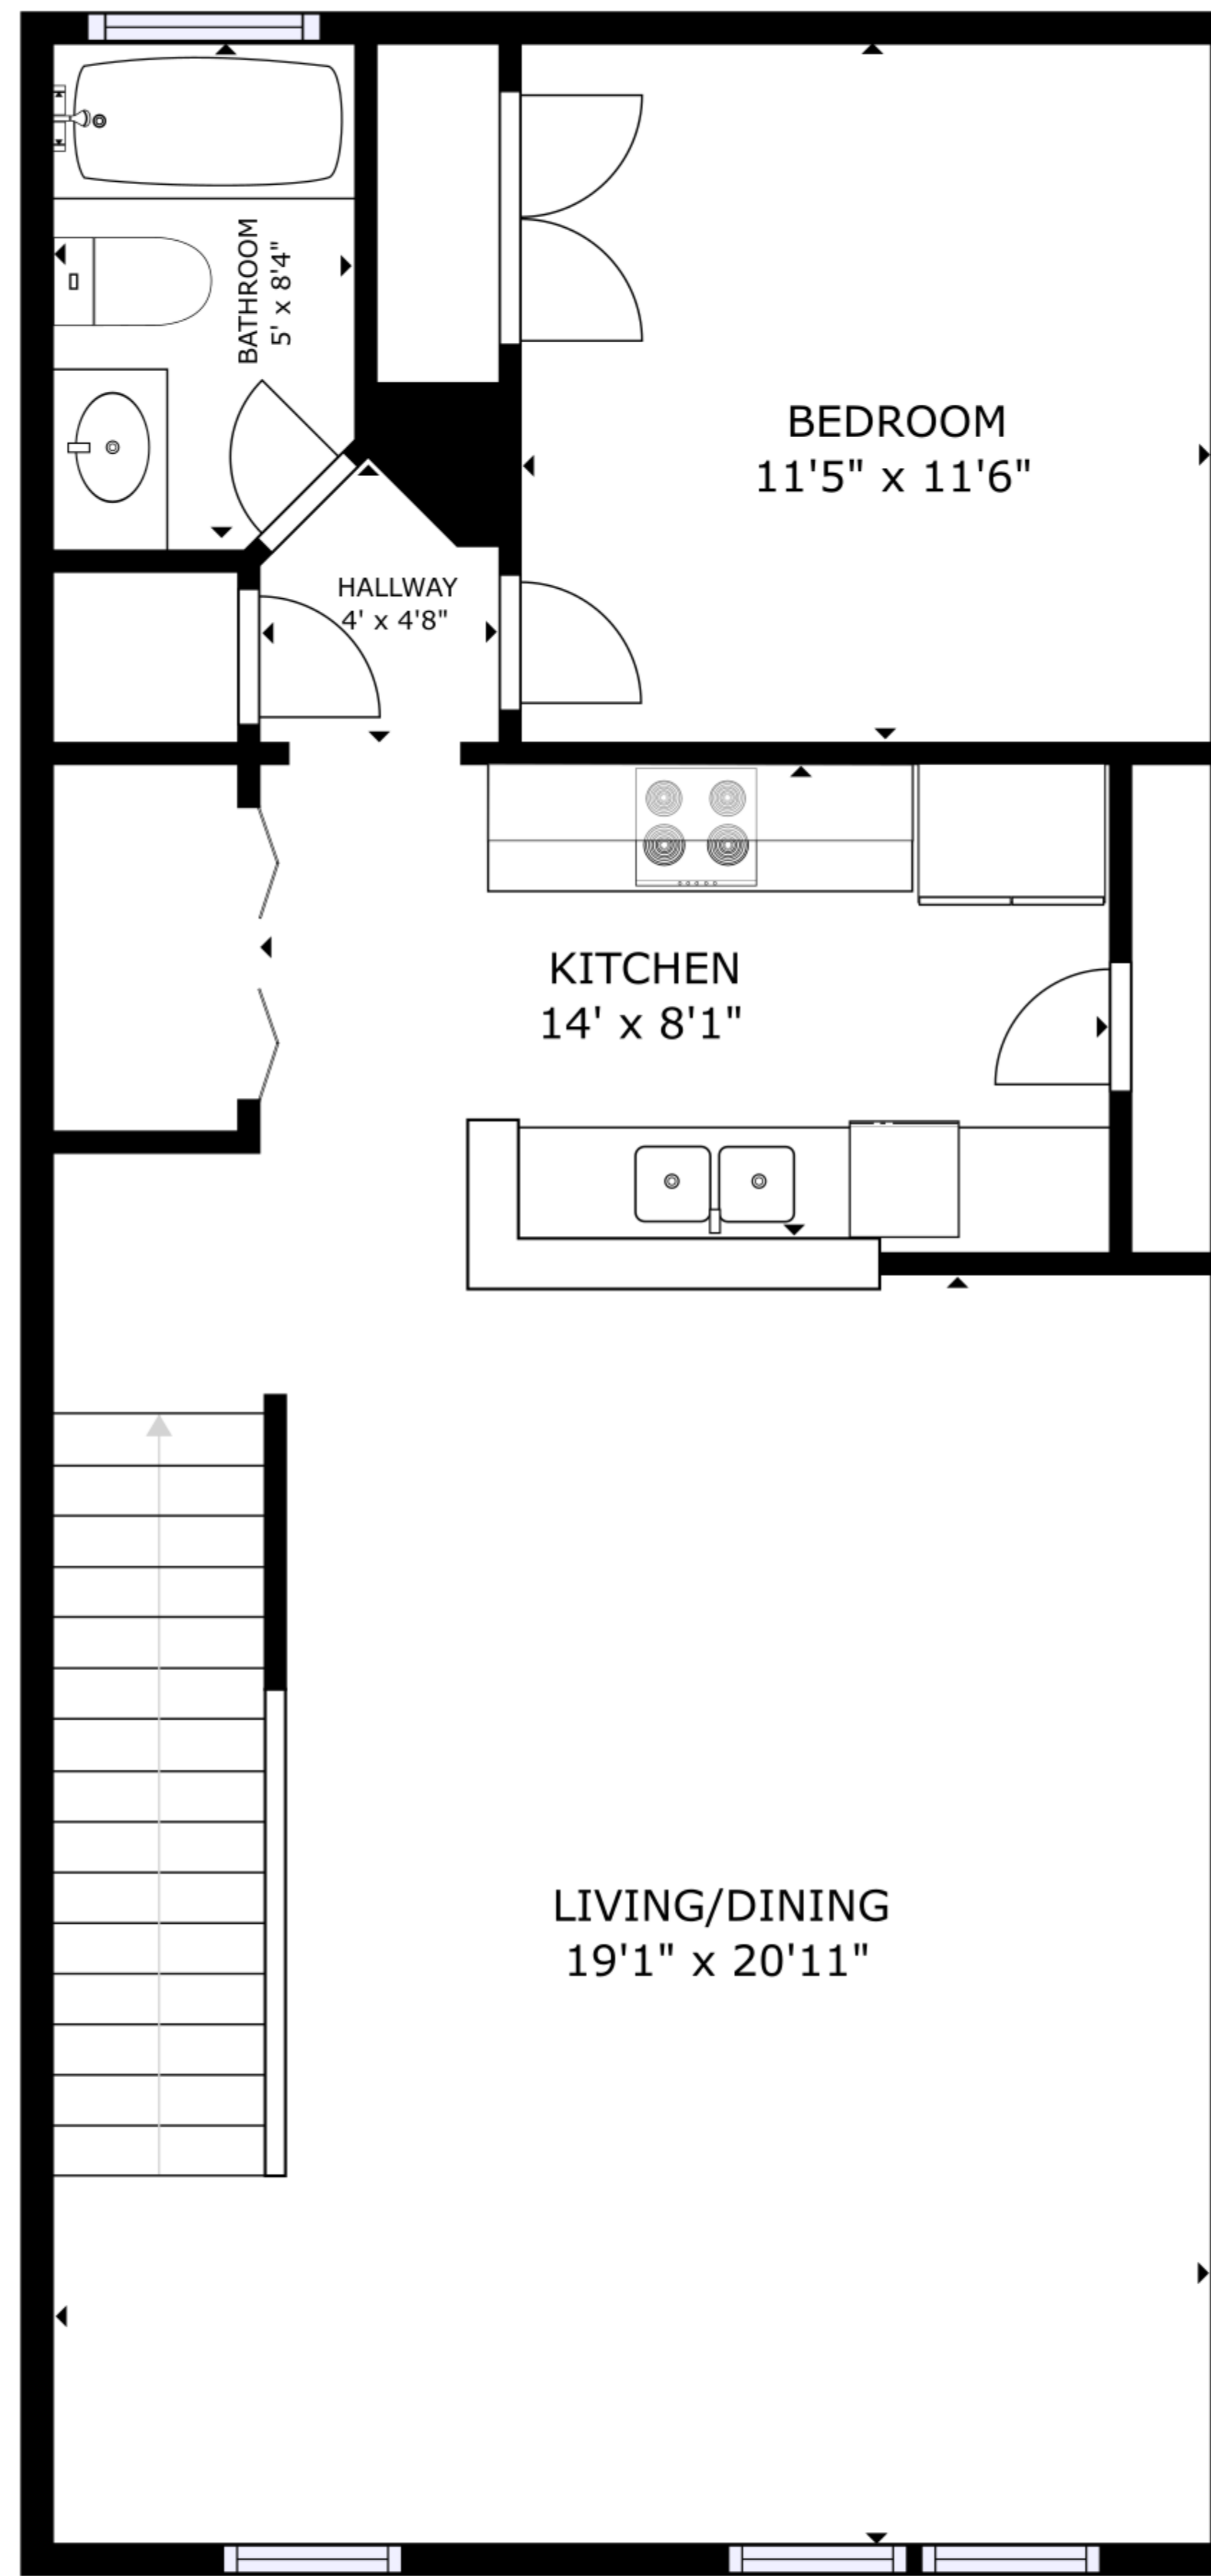 BATHROOM
5' x 8'4"
BEDROOM
11'5" x 11'6"
HALLWAY
4' x 4'8"
KITCHEN
14' x 8'1"
LIVING/DINING
19'1" x 20'11"